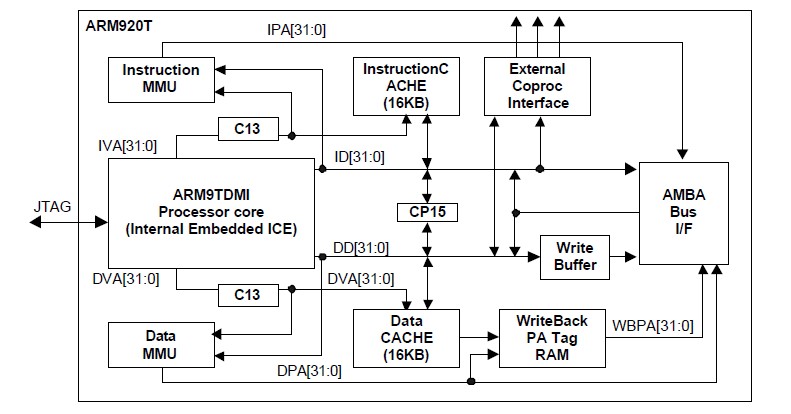 ARM920T
IPA[31:0]
Instruction
MMU
InstructionC
ACHE
(16KB)
External
Coproc
Interface
C13
IVA[31:0]
ID[31:0]
ARM9TDMI
Processor core
(Internal Embedded ICE)
JTAG
CP15
AMBA
Bus
I/F
DD[31:0]
Write
Buffer
DVA[31:0]
C13
DVA[31:0]
Data
MMU
Data
CACHE
(16KB)
WriteBack
PA Tag
RAM
WBPA[31:0]
DPA[31:0]